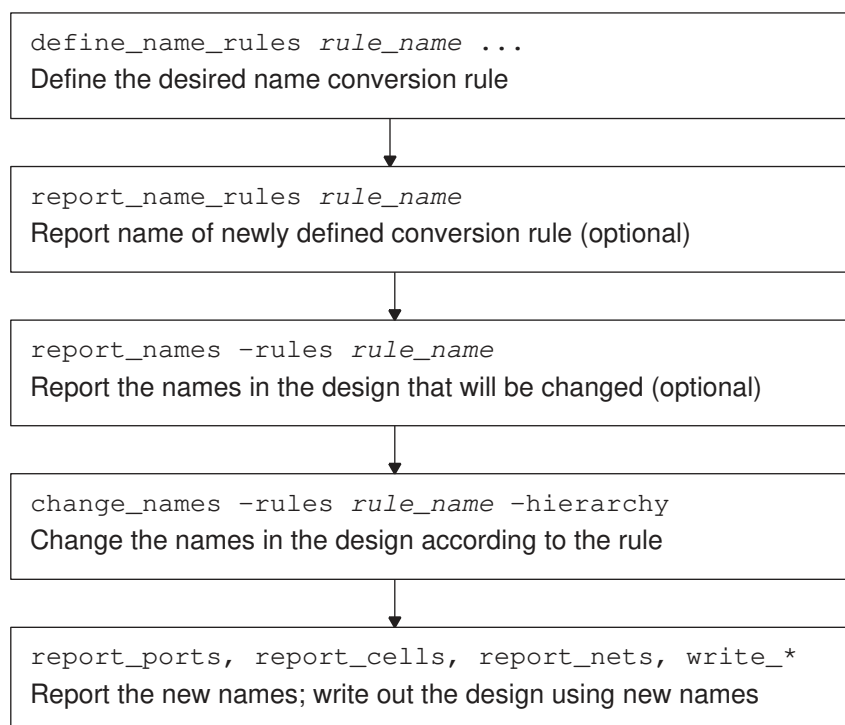 define_name_rules rule_name ...
Define the desired name conversion rule
report_name_rules rule_name
Report name of newly defined conversion rule (optional)
report_names -rules rule_name
Report the names in the design that will be changed (optional)
change_names -rules rule_name -hierarchy
Change the names in the design according to the rule
report_ports, report_cells, report_nets, write_*
Report the new names; write out the design using new names